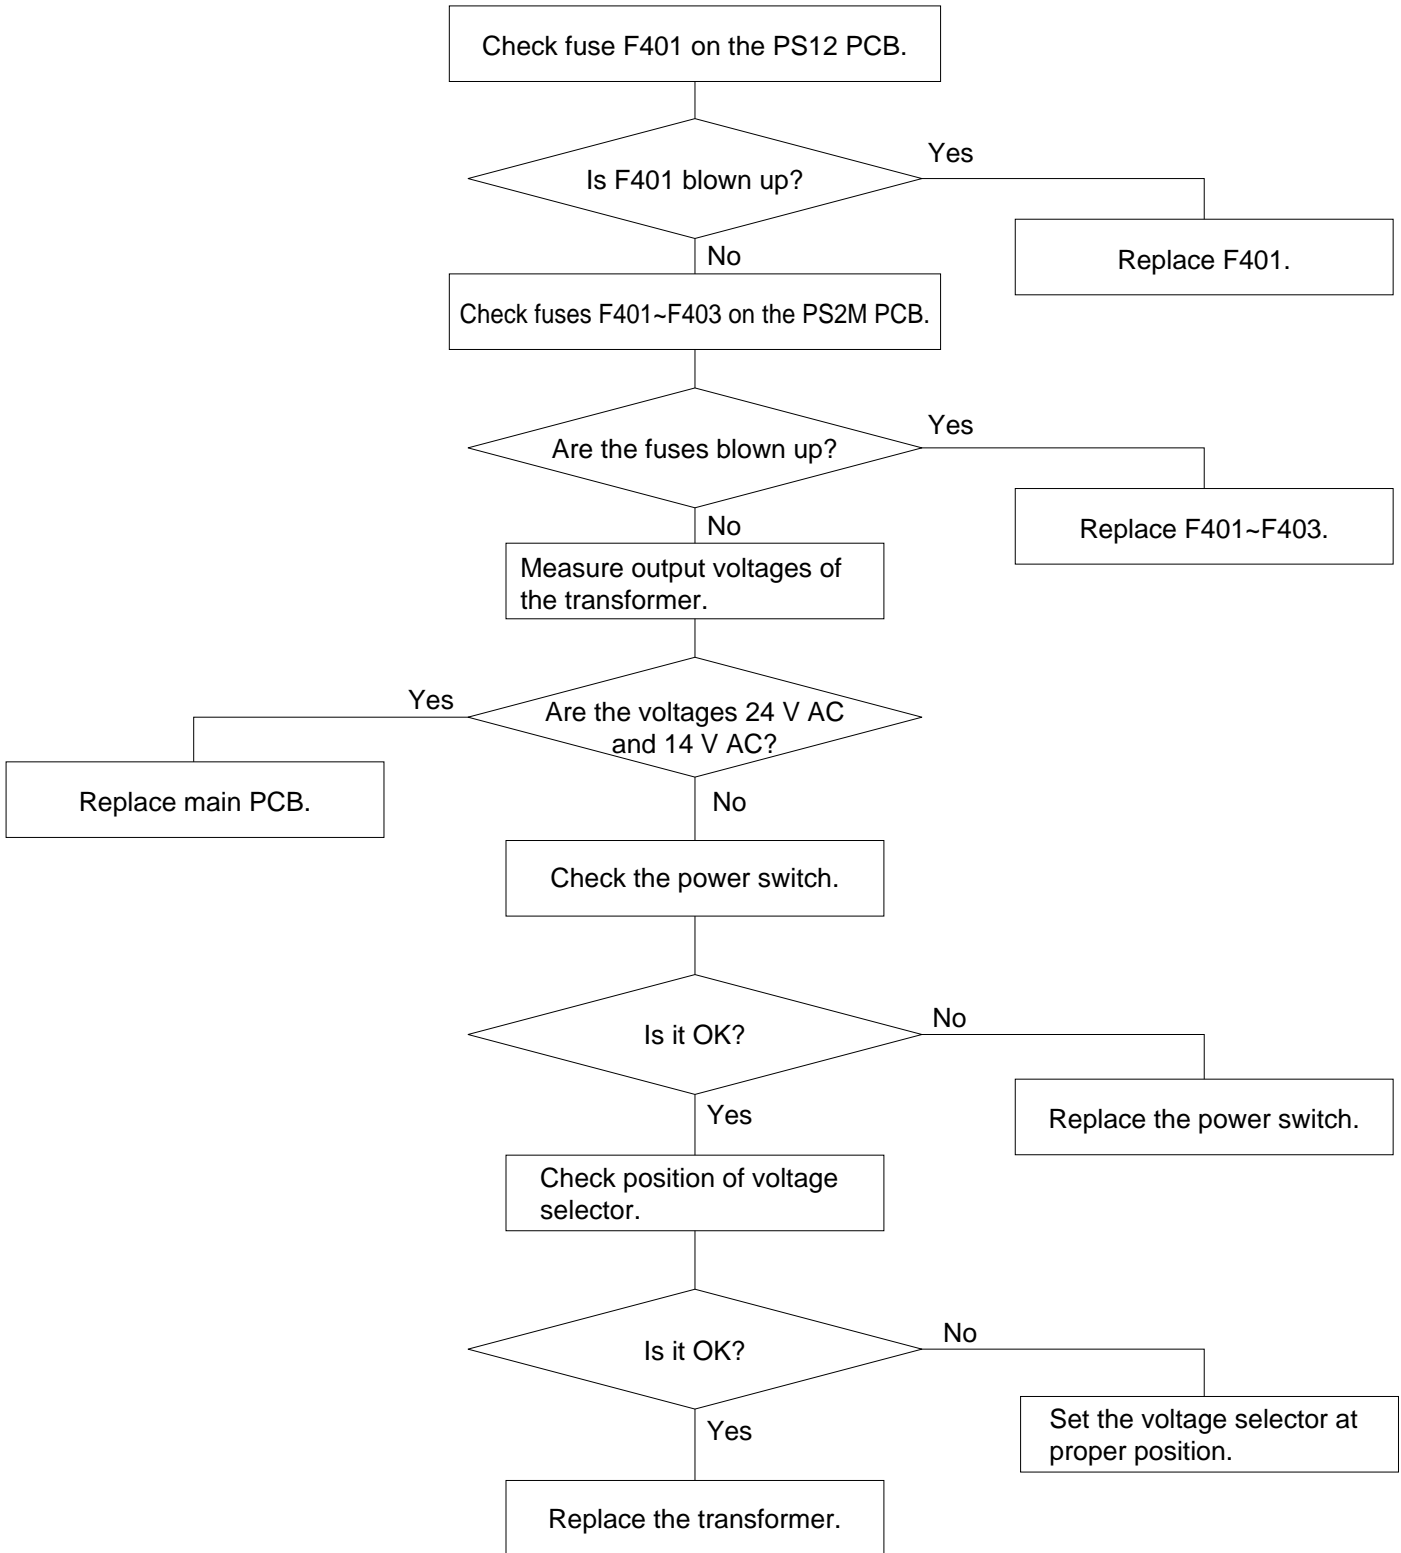 Check fuse F401 on the PS12 PCB.
Is F401 blown up?
Yes
Replace F401.
No
Check fuses F401~F403 on the PS2M PCB.
Are the fuses blown up?
Yes
Replace F401~F403.
No
Measure output voltages of
the transformer.
Are the voltages 24 V AC
and 14 V AC?
Yes
Replace main PCB.
No
Check the power switch.
Is it OK?
No
Replace the power switch.
Yes
Check position of voltage
selector.
Is it OK?
No
Set the voltage selector at
proper position.
Yes
Replace the transformer.